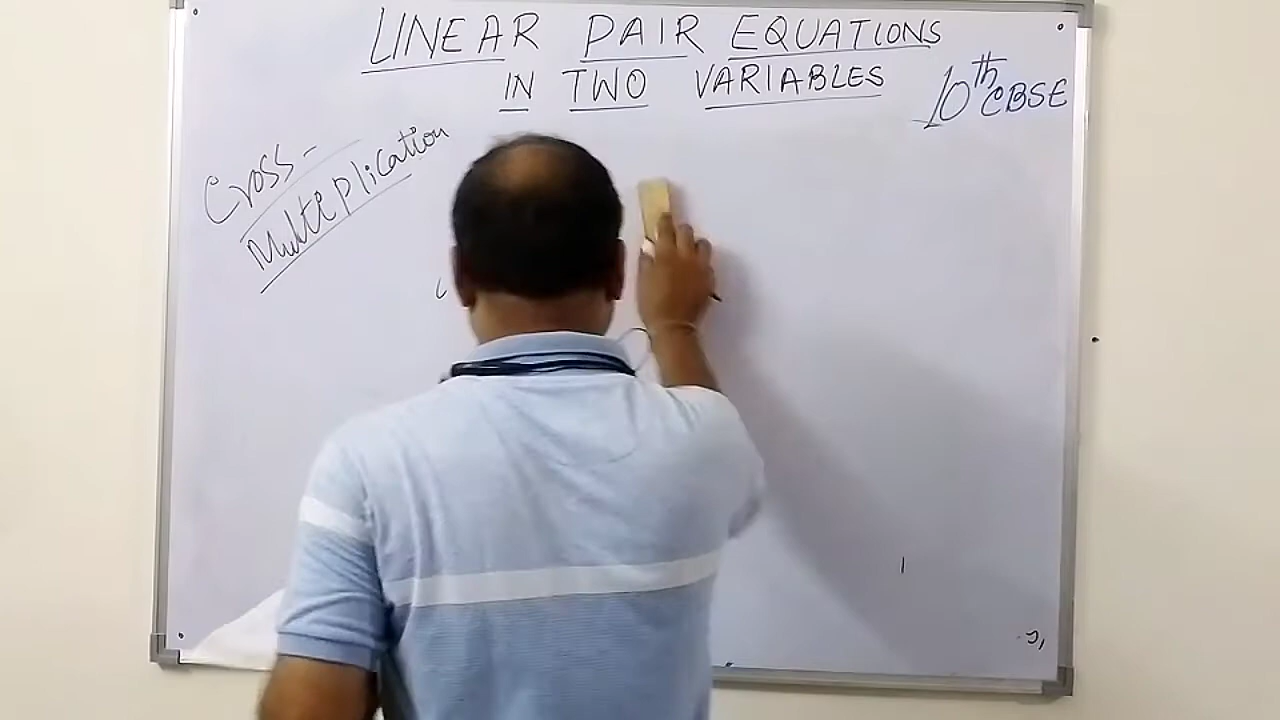 LINEAR PAIR EQUATIONS
IN TWO VARIABLES
10th CBSE
Cross-
Multiplication